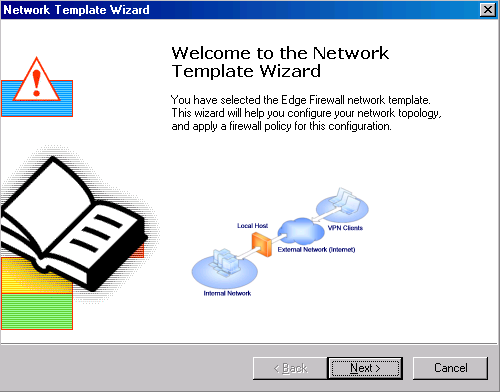 Network Template Wizard
Welcome to the Network
Template Wizard
You have selected the Edge Firewall network template.
This wizard will help you configure your network topology,
and apply a firewall policy for this configuration.
VPN Clients
Local Host
External Network (Internet)
Internal Network
< Back
Next >
Cancel